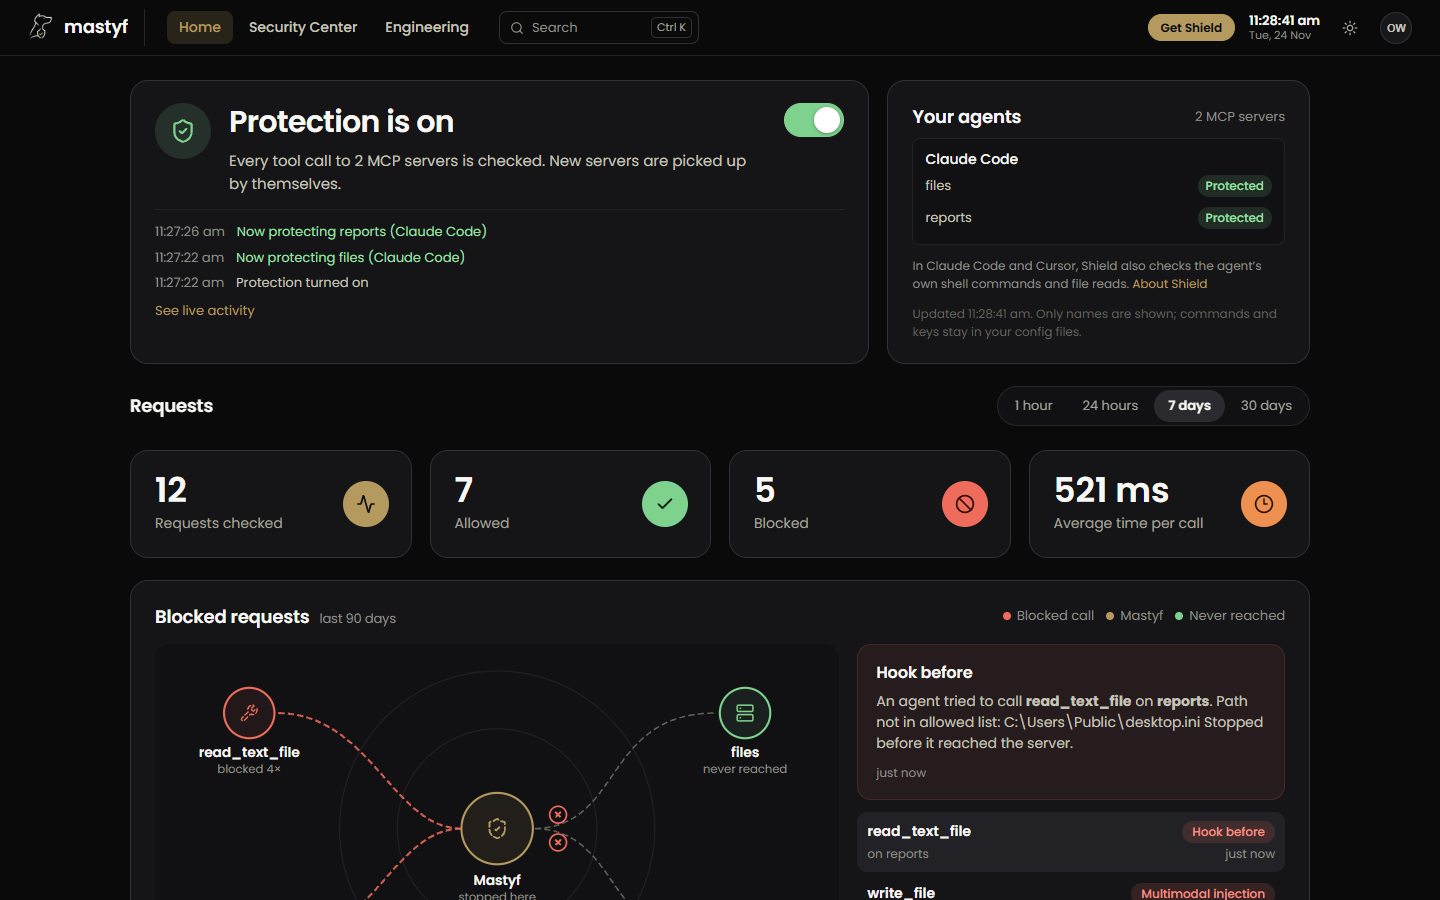 mastyf
Home
Security Center
Engineering
Search
Ctrl K
Get Shield
11:28:41 am
Tue, 24 Nov
OW
Protection is on
Every tool call to 2 MCP servers is checked. New servers are picked up
by themselves.
11:27:26 am Now protecting reports (Claude Code)
11:27:22 am Now protecting files (Claude Code)
11:27:22 am Protection turned on
See live activity
Your agents
2 MCP servers
Claude Code
files
Protected
reports
Protected
In Claude Code and Cursor, Shield also checks the agent's
own shell commands and file reads. About Shield
Updated 11:28:41 am. Only names are shown; commands and
keys stay in your config files.
Requests
1 hour
24 hours
7 days
30 days
12
Requests checked
7
Allowed
5
Blocked
521 ms
Average time per call
Blocked requests last 90 days
Blocked call
Mastyf
Never reached
read_text_file
blocked 4×
files
never reached
Mastyf
stopped here
Hook before
An agent tried to call read_text_file on reports. Path
not in allowed list: C:\Users\Public\desktop.ini Stopped
before it reached the server.
just now
read_text_file
Hook before
on reports
just now
write_file
Multimodal injection